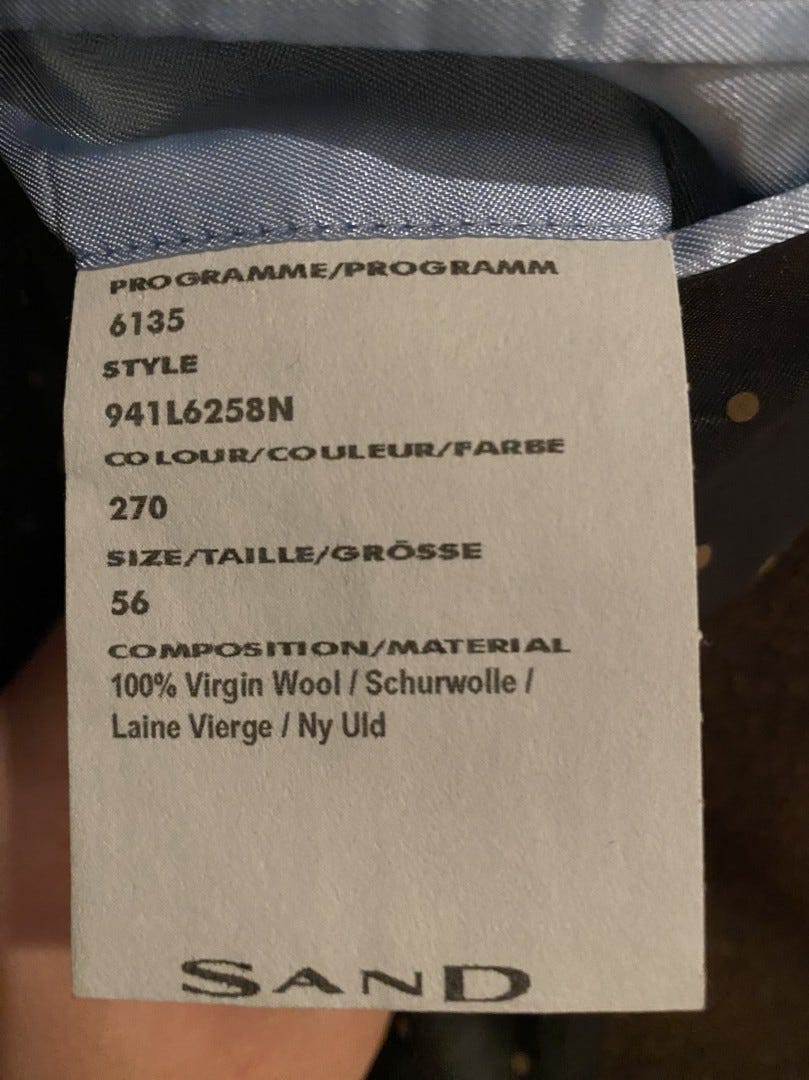 PROGRAMME/PROGRAMM
6135
STYLE
941L6258N
COLOUR/COULEUR/FARBE
270
SIZE/TAILLE/GRÖSSE
56
COMPOSITION/MATERIAL
100% Virgin Wool / Schurwolle /
Laine Vierge / Ny Uld
SAND